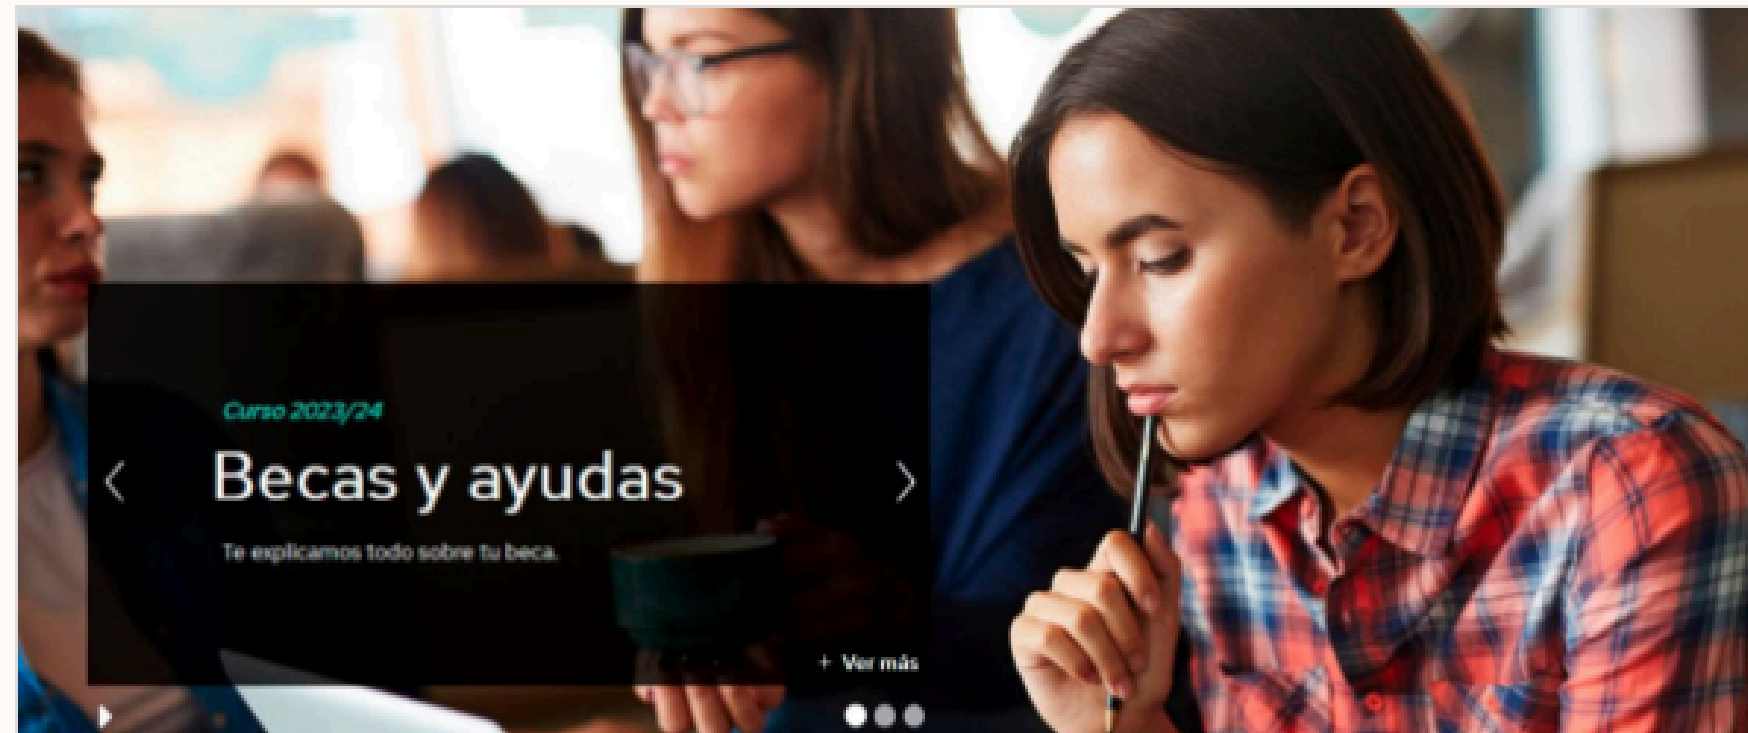 Curso 2023/24
Becas y ayudas
Te explicamos todo sobre tu beca.
+ Ver más